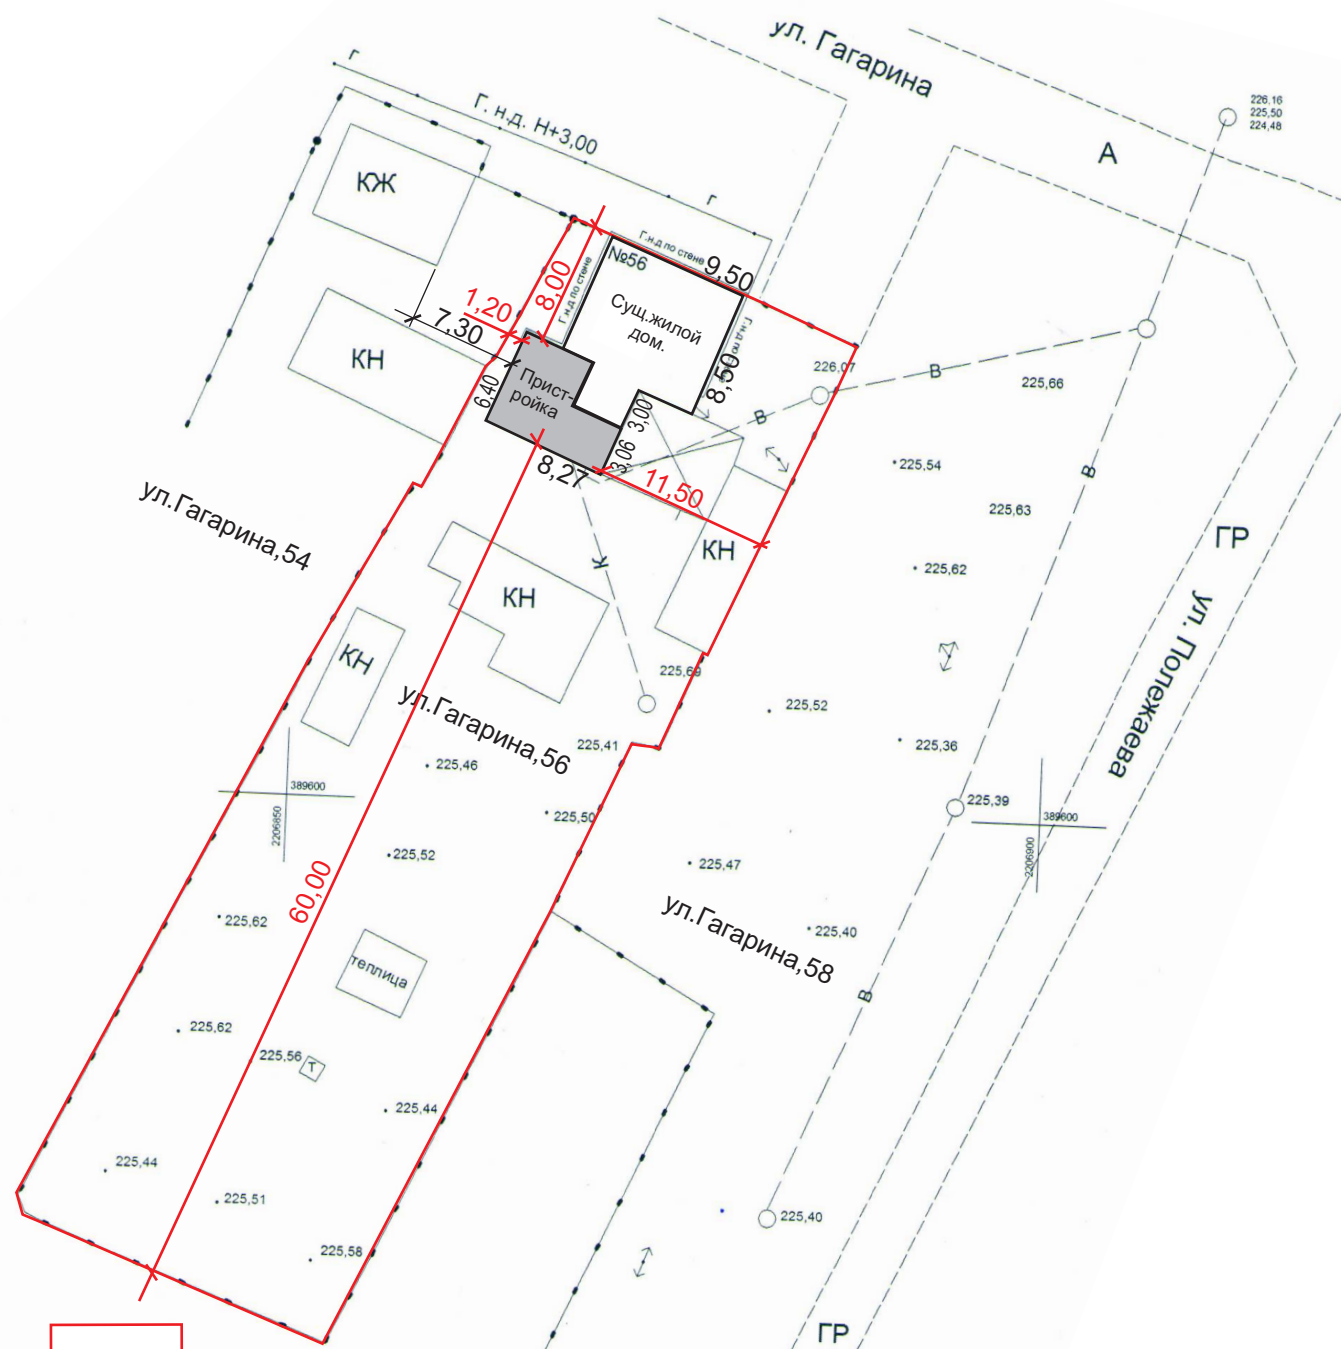 ул. Гагарина
226,16
225,50
224,48
г
Г. н.д. Н+3,00
А
КЖ
г
Г.н.д по стене
№56
9,50
Г.н.д по стене
8,00
1,20
Сущ.жилой
дом.
7,30
КН
8,50
226,07
В
225,66
Прист-
ройка
6,40
3,00
3,06
В
8,27
11,50
225,54
В
225,63
ул.Гагарина,54
КН
К
225,62
ГР
КН
КН
225,69
ул. Полежаева
ул.Гагарина,56
225,52
225,41
225,36
225,46
389600
2206850
225,50
225,39
389600
2206900
225,52
225,47
60,00
ул.Гагарина,58
225,62
225,40
теплица
В
225,62
225,56
Т
225,44
225,44
225,51
225,40
225,58
ГР